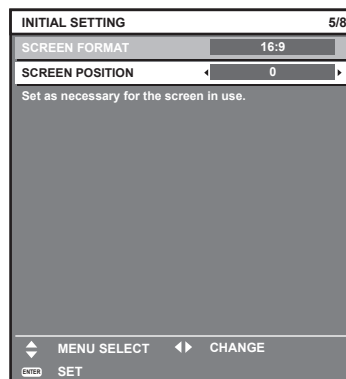 INITIAL SETTING 5/8
SCREEN FORMAT 16:9
SCREEN POSITION 0
Set as necessary for the screen in use.
MENU SELECT CHANGE
ENTER SET